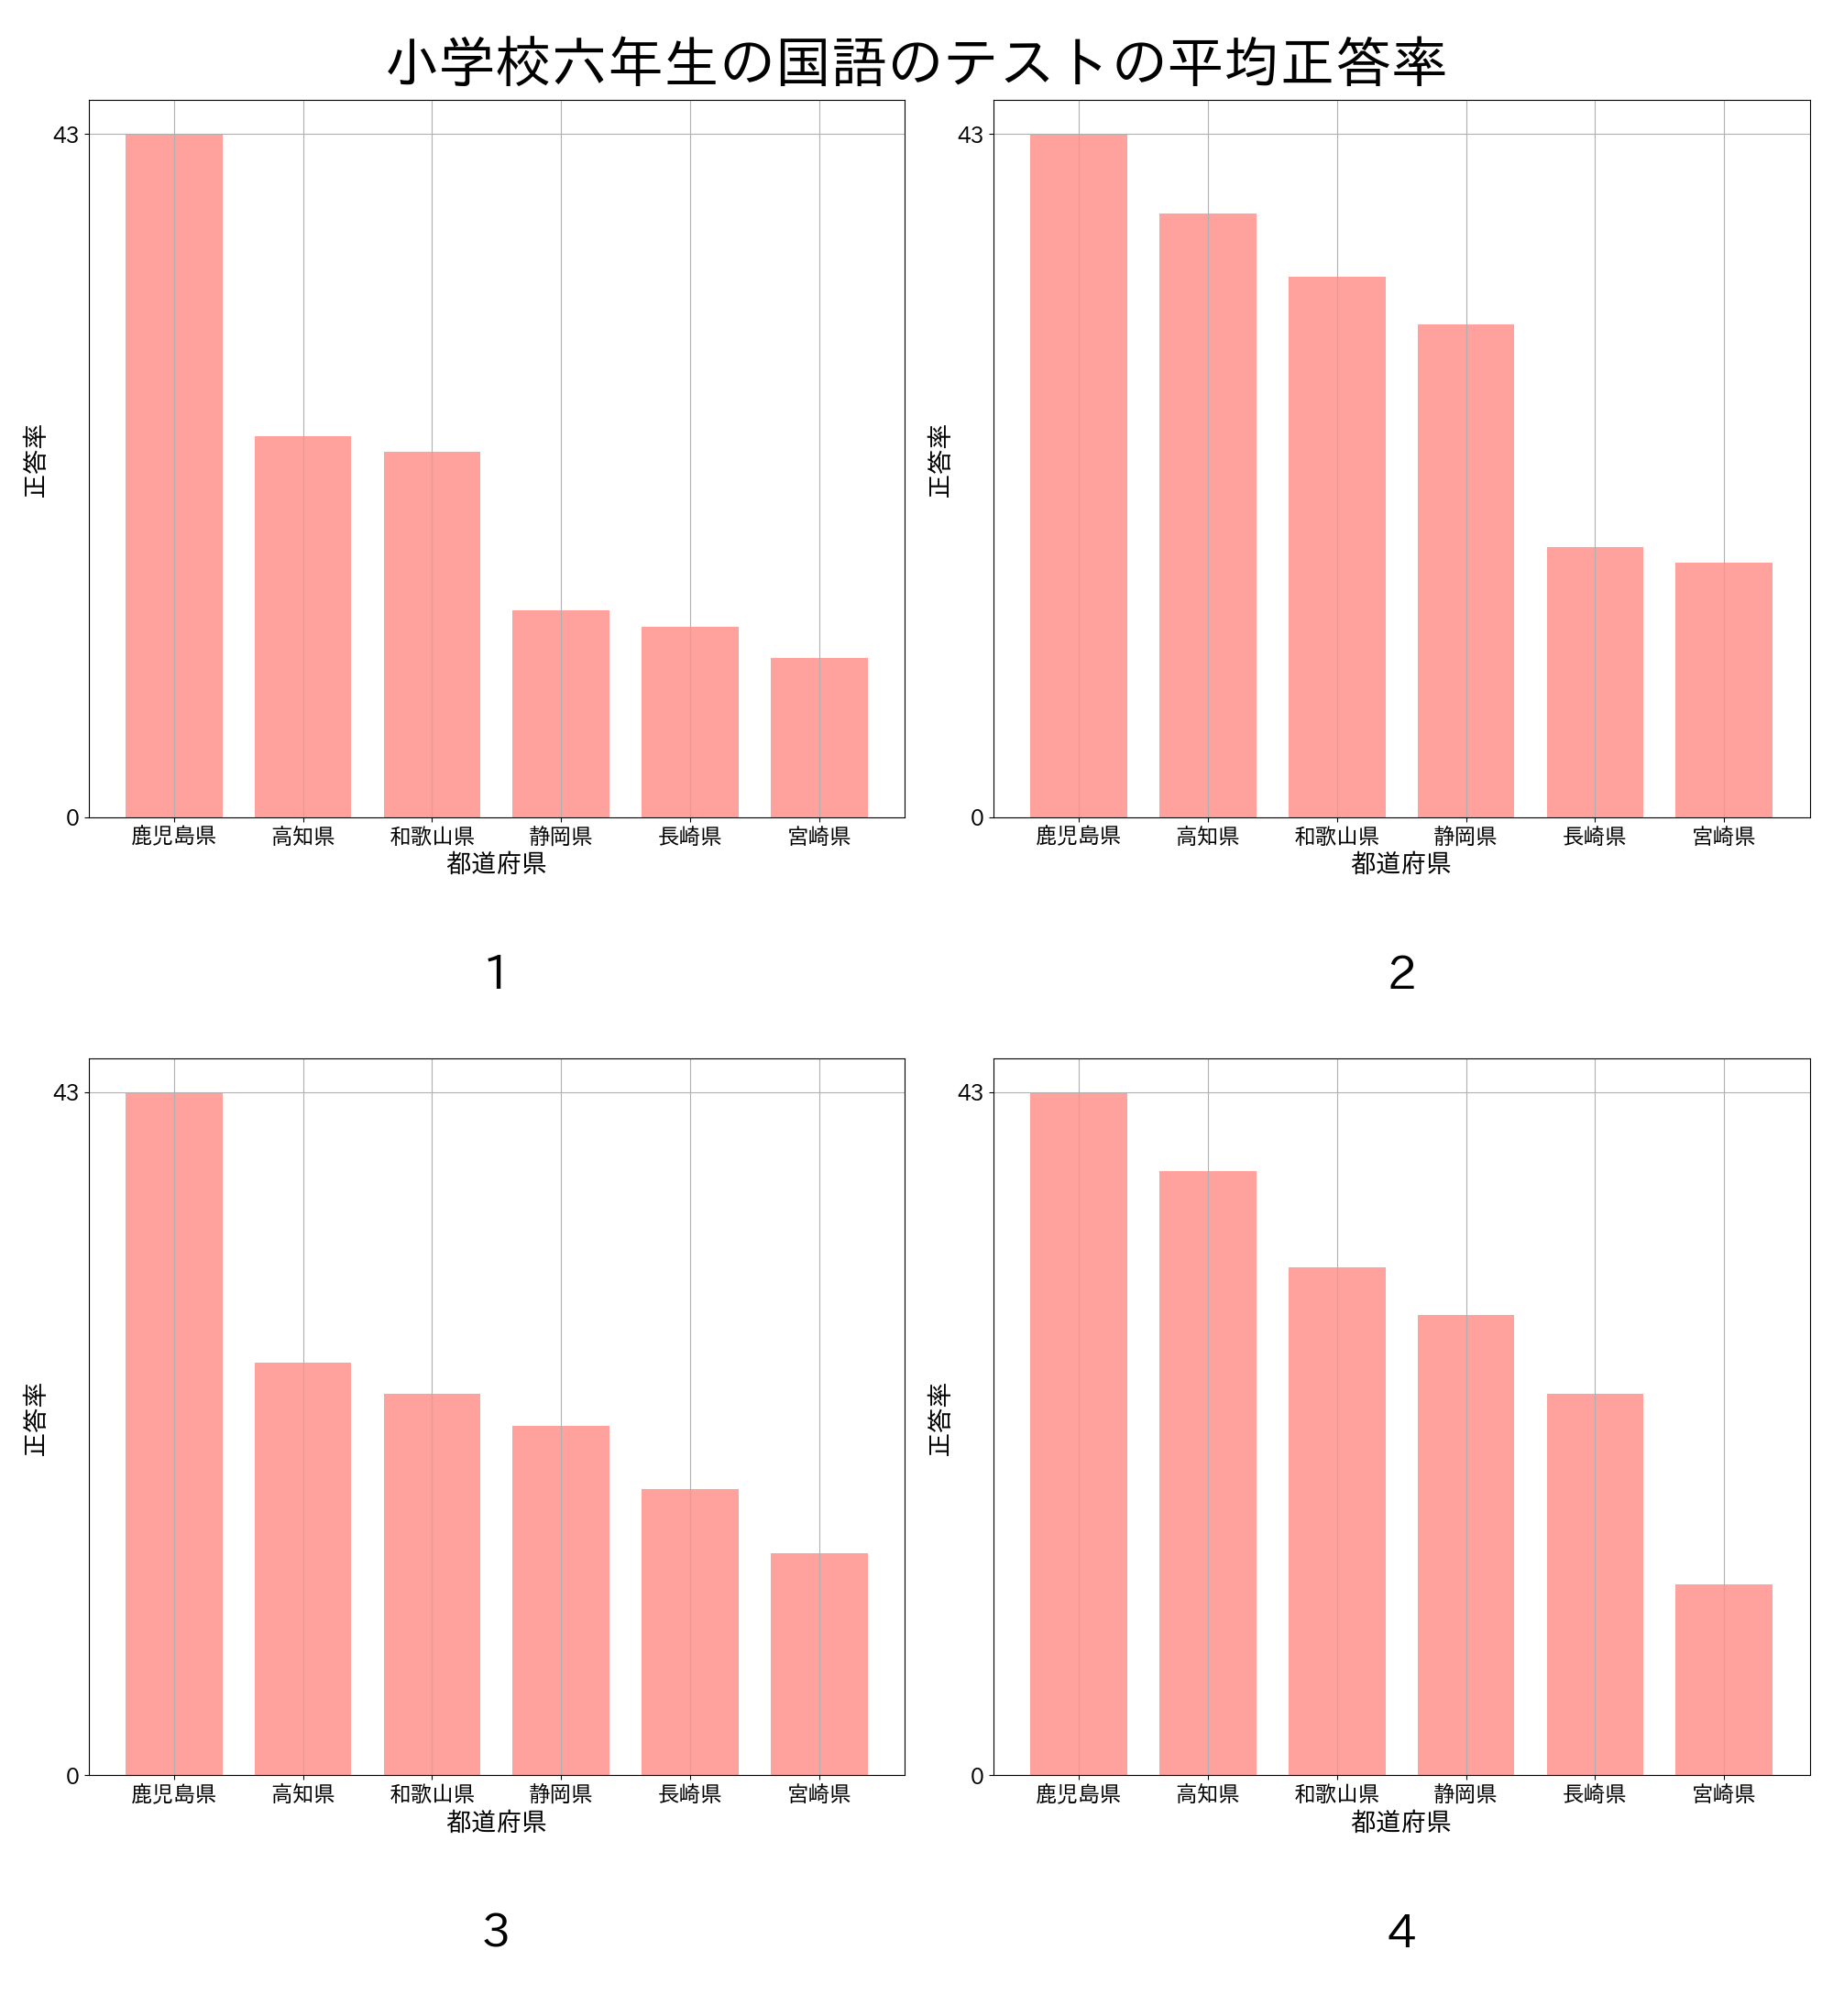 小学校六年生の国語のテストの平均正答率
43
0
正答率
鹿児島県 高知県 和歌山県 静岡県 長崎県 宮崎県
都道府県
1
43
0
正答率
鹿児島県 高知県 和歌山県 静岡県 長崎県 宮崎県
都道府県
2
43
0
正答率
鹿児島県 高知県 和歌山県 静岡県 長崎県 宮崎県
都道府県
3
43
0
正答率
鹿児島県 高知県 和歌山県 静岡県 長崎県 宮崎県
都道府県
4